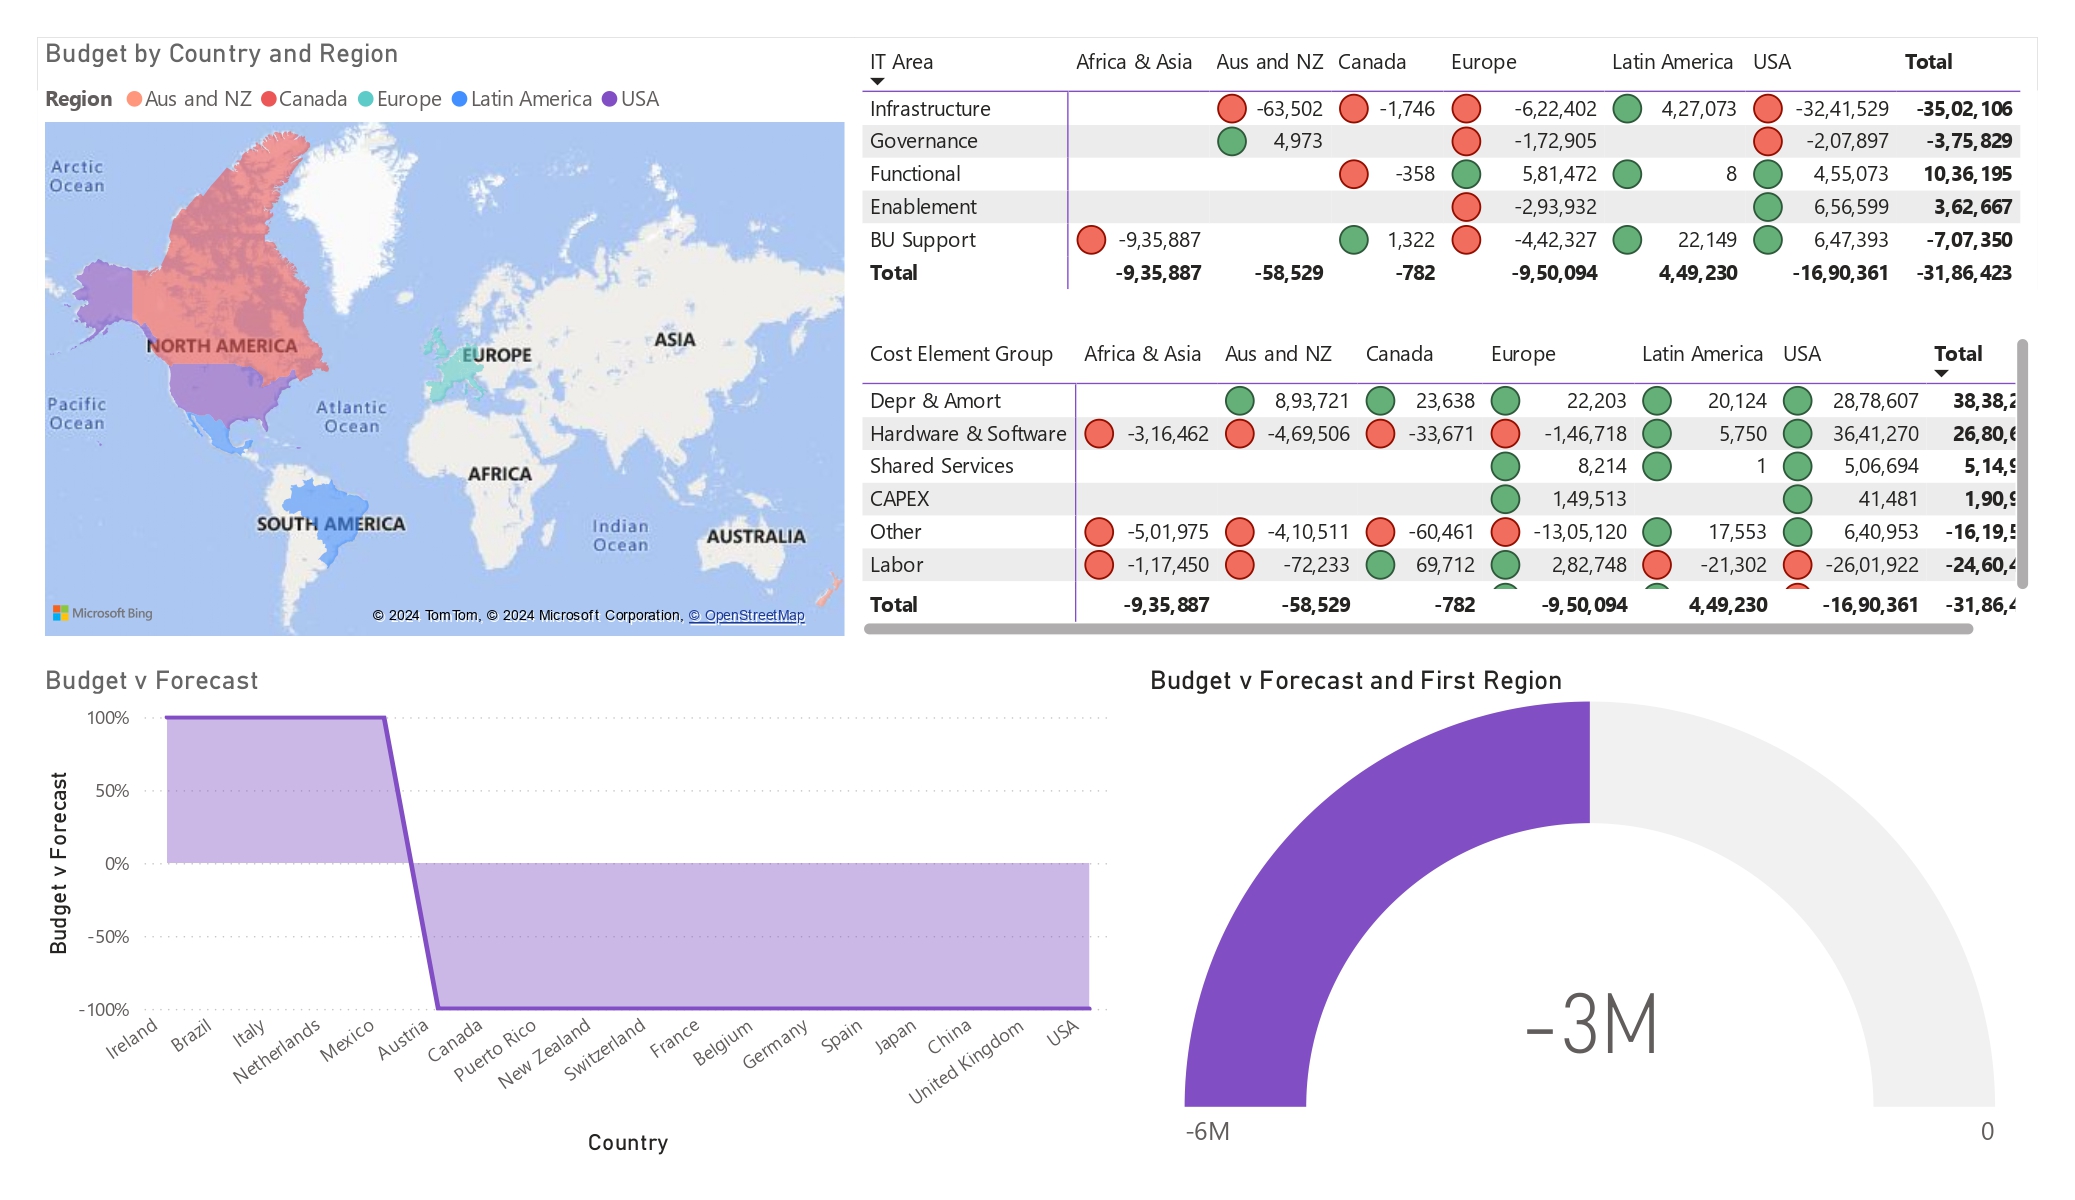 Budget by Country and Region
Region Aus and NZ Canada Europe Latin America USA
Arctic Ocean
NORTH AMERICA
EUROPE
ASIA
Pacific Ocean
Atlantic Ocean
AFRICA
SOUTH AMERICA
Indian Ocean
AUSTRALIA
Microsoft Bing
© 2024 TomTom, © 2024 Microsoft Corporation, © OpenStreetMap
IT Area Africa & Asia Aus and NZ Canada Europe Latin America USA Total
Infrastructure -63,502 -1,746 -6,22,402 4,27,073 -32,41,529 -35,02,106
Governance 4,973 -1,72,905 -2,07,897 -3,75,829
Functional -358 5,81,472 8 4,55,073 10,36,195
Enablement -2,93,932 6,56,599 3,62,667
BU Support -9,35,887 1,322 -4,42,327 22,149 6,47,393 -7,07,350
Total -9,35,887 -58,529 -782 -9,50,094 4,49,230 -16,90,361 -31,86,423
Cost Element Group Africa & Asia Aus and NZ Canada Europe Latin America USA Total
Depr & Amort 8,93,721 23,638 22,203 20,124 28,78,607 38,38,2
Hardware & Software -3,16,462 -4,69,506 -33,671 -1,46,718 5,750 36,41,270 26,80,6
Shared Services 8,214 1 5,06,694 5,14,9
CAPEX 1,49,513 41,481 1,90,9
Other -5,01,975 -4,10,511 -60,461 -13,05,120 17,553 6,40,953 -16,19,5
Labor -1,17,450 -72,233 69,712 2,82,748 -21,302 -26,01,922 -24,60,4
Total -9,35,887 -58,529 -782 -9,50,094 4,49,230 -16,90,361 -31,86,4
Budget v Forecast
Budget v Forecast
100%
50%
0%
-50%
-100%
Ireland Brazil Italy Netherlands Mexico Austria Canada Puerto Rico New Zealand Switzerland France Belgium Germany Spain Japan China United Kingdom USA
Country
Budget v Forecast and First Region
-3M
-6M 0